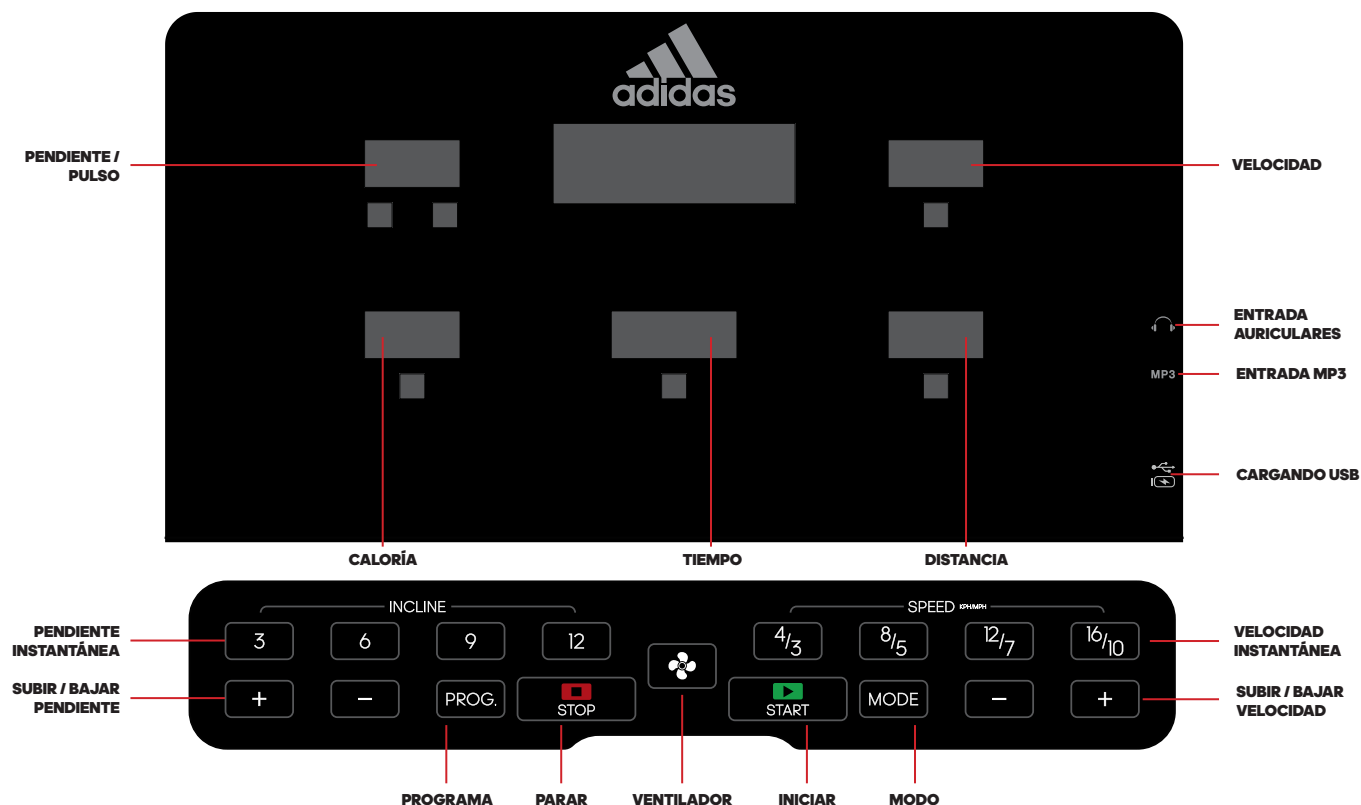 adidas
PENDIENTE /
PULSO
VELOCIDAD
ENTRADA
AURICULARES
MP3
ENTRADA MP3
CARGANDO USB
CALORÍA
TIEMPO
DISTANCIA
INCLINE
SPEED KPH/MPH
PENDIENTE
INSTANTÁNEA
3
6
9
12
4/3
8/5
12/7
16/10
VELOCIDAD
INSTANTÁNEA
SUBIR / BAJAR
PENDIENTE
+
−
PROG.
STOP
START
MODE
−
+
SUBIR / BAJAR
VELOCIDAD
PROGRAMA
PARAR
VENTILADOR
INICIAR
MODO